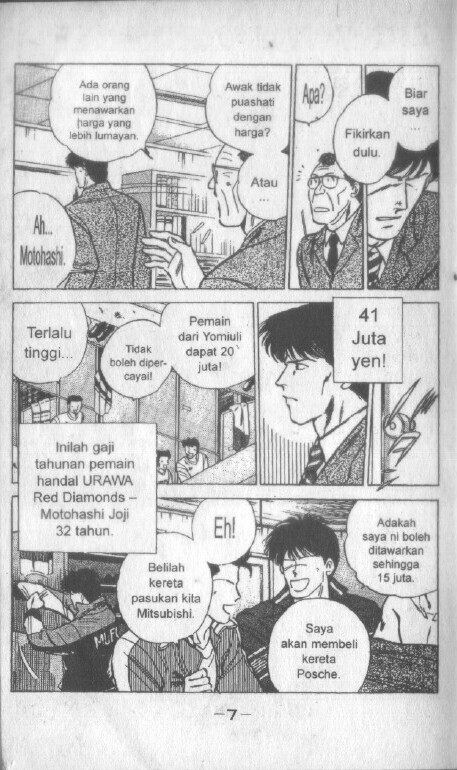 Biar
saya
...
Fikirkan
dulu.
Apa?
Awak tidak
puashati
dengan
harga?
Atau
...
Ada orang
lain yang
menawarkan
harga yang
lebih lumayan.
Ah...
Motohashi.
41
Juta
yen!
Pemain
dari Yomiuli
dapat 20
juta!
Tidak
boleh diper-
cayai!
Terlalu
tinggi...
Inilah gaji
tahunan pemain
handal URAWA
Red Diamonds –
Motohashi Joji
32 tahun.
Adakah
saya ni boleh
ditawarkan
sehingga
15 juta.
Saya
akan membeli
kereta
Posche.
Eh!
Belilah
kereta
pasukan kita
Mitsubishi.
–7–